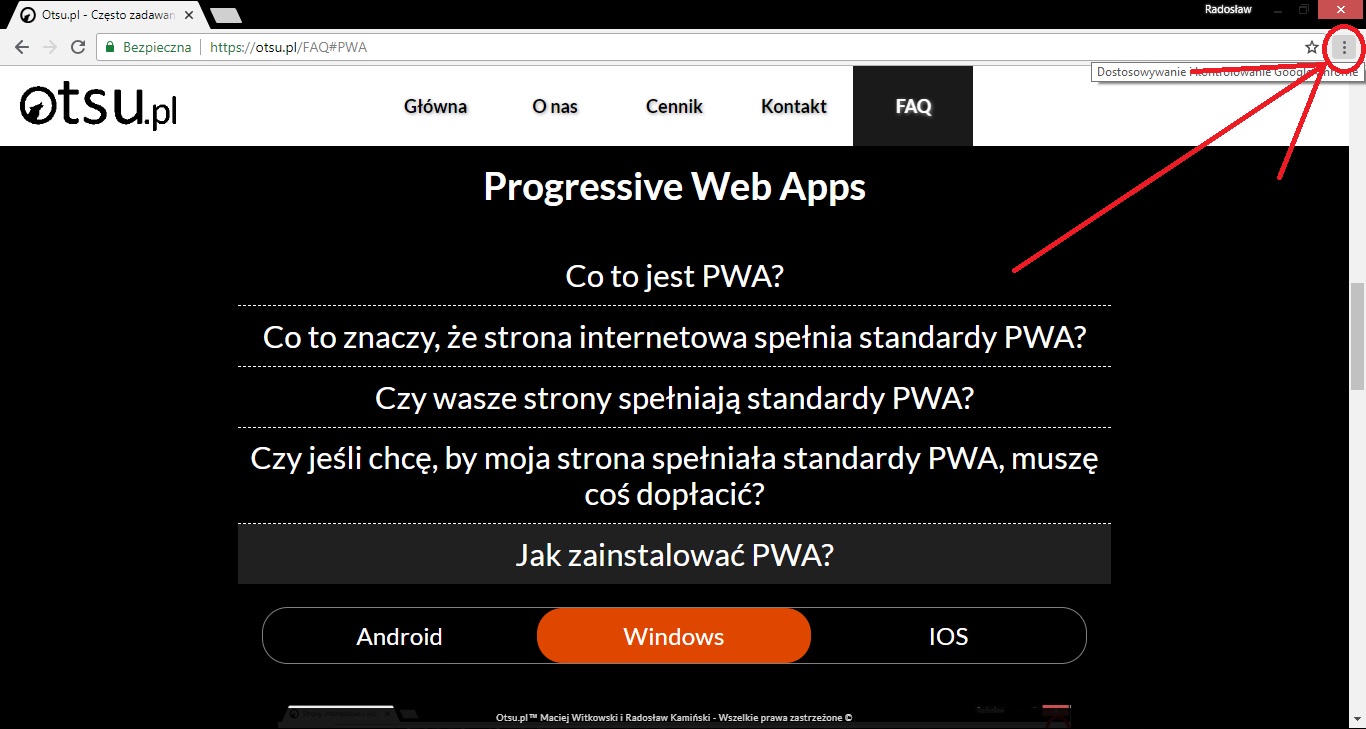 Otsu.pl - Często zadawan
Radosław
Bezpieczna
https://otsu.pl/FAQ#PWA
Dostosowywanie i kontrolowanie Google Chrome
otsu.pl
Główna
O nas
Cennik
Kontakt
FAQ
Progressive Web Apps
Co to jest PWA?
Co to znaczy, że strona internetowa spełnia standardy PWA?
Czy wasze strony spełniają standardy PWA?
Czy jeśli chcę, by moja strona spełniała standardy PWA, muszę
coś dopłacić?
Jak zainstalować PWA?
Android
Windows
IOS
Otsu.pl™ Maciej Witkowski i Radosław Kamiński - Wszelkie prawa zastrzeżone ©